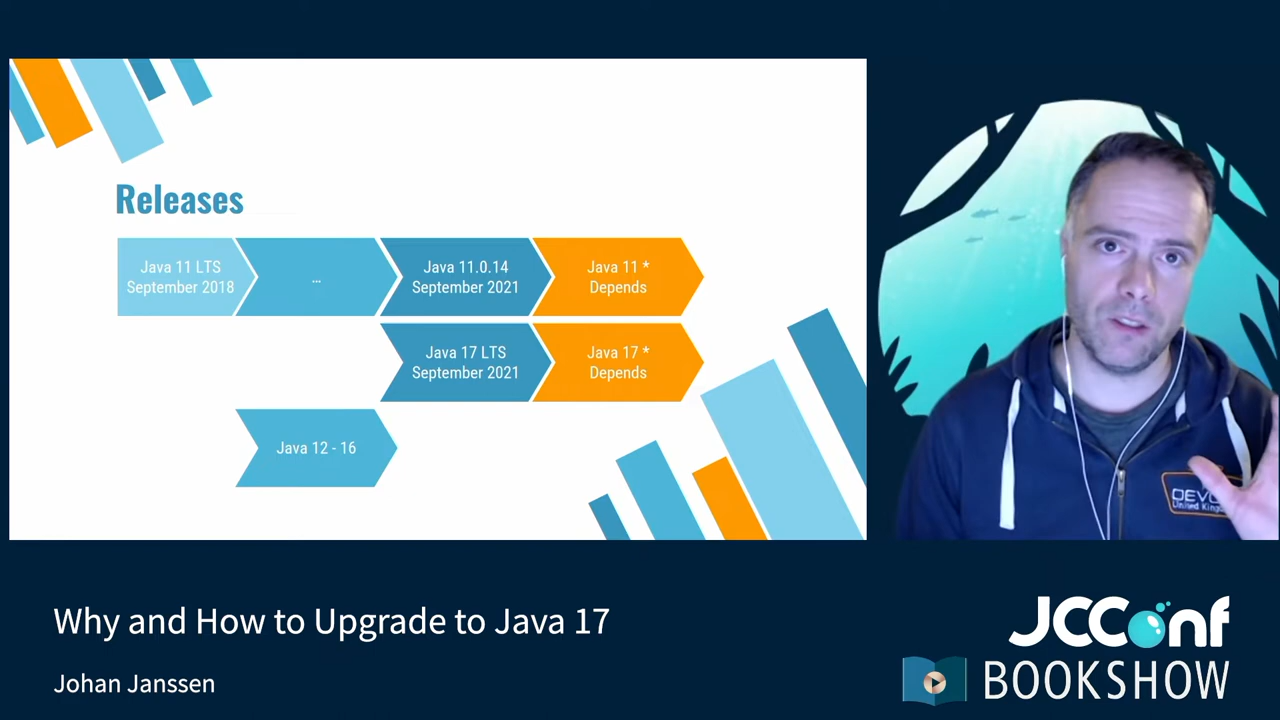 Releases
Java 11 LTS
September 2018
...
Java 11.0.14
September 2021
Java 11 *
Depends
Java 17 LTS
September 2021
Java 17 *
Depends
Java 12 - 16
United
Why and How to Upgrade to Java 17
Johan Janssen
JCConf
BOOKSHOW